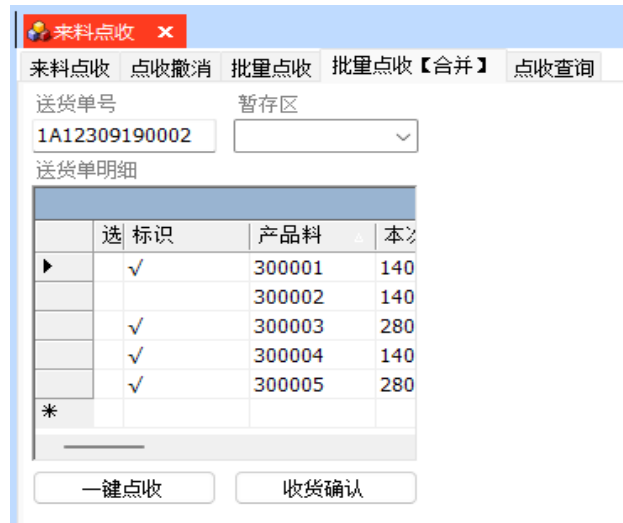 来料点收 ×
来料点收 点收撤消 批量点收 批量点收【合并】 点收查询
送货单号 暂存区
1A12309190002
送货单明细
选 标识 产品料 本次
√ 300001 140
300002 140
√ 300003 280
√ 300004 140
√ 300005 280
*
一键点收 收货确认